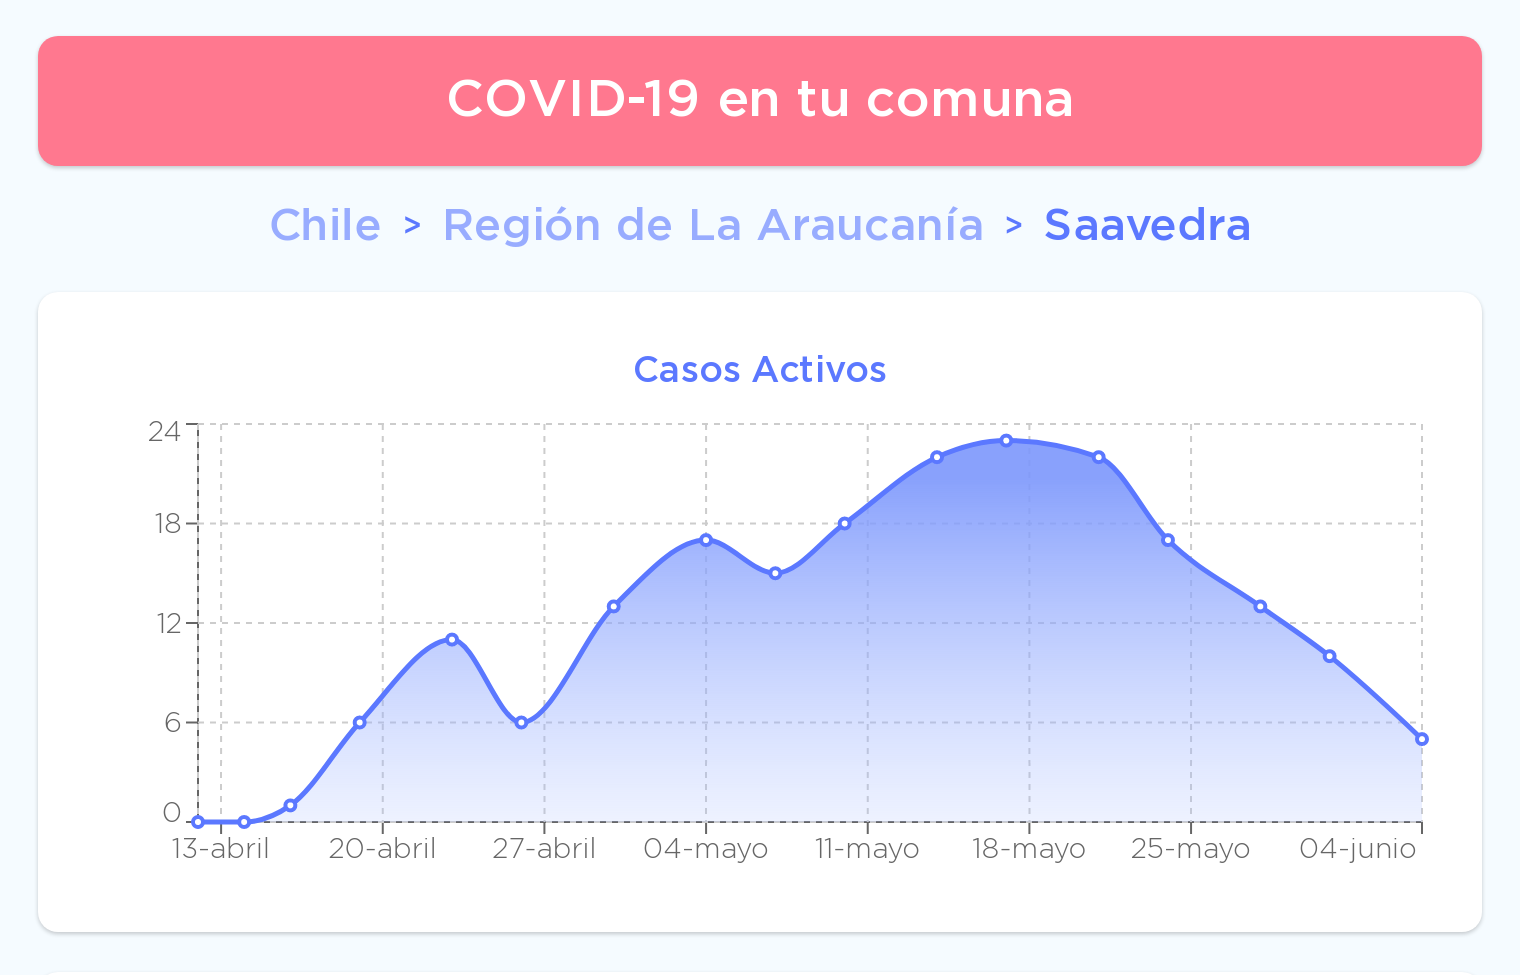 COVID-19 en tu comuna
Chile > Región de La Araucanía > Saavedra
Casos Activos
24
18
12
6
0
13-abril 20-abril 27-abril 04-mayo 11-mayo 18-mayo 25-mayo 04-junio